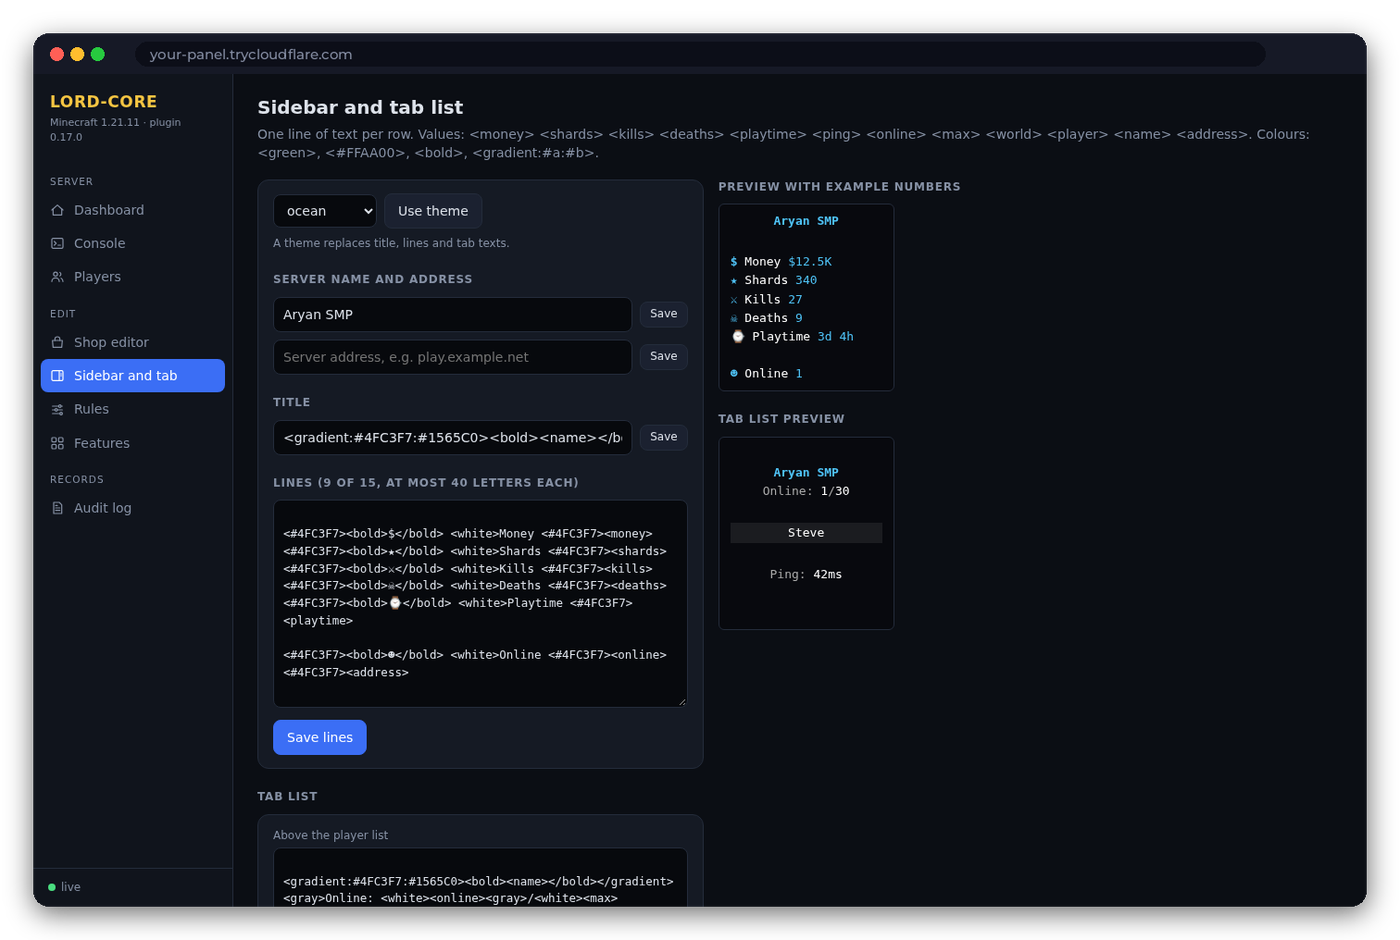 your-panel.trycloudflare.com
LORD-CORE
Minecraft 1.21.11 · plugin
0.17.0
SERVER
Dashboard
Console
Players
EDIT
Shop editor
Sidebar and tab
Rules
Features
RECORDS
Audit log
live
Sidebar and tab list
One line of text per row. Values: <money> <shards> <kills> <deaths> <playtime> <ping> <online> <max> <world> <player> <name> <address>. Colours:
<green>, <#FFAA00>, <bold>, <gradient:#a:#b>.
ocean
Use theme
A theme replaces title, lines and tab texts.
SERVER NAME AND ADDRESS
Aryan SMP
Save
Server address, e.g. play.example.net
Save
TITLE
<gradient:#4FC3F7:#1565C0><bold><name></b
Save
LINES (9 OF 15, AT MOST 40 LETTERS EACH)
<#4FC3F7><bold>$</bold> <white>Money <#4FC3F7><money>
<#4FC3F7><bold>★</bold> <white>Shards <#4FC3F7><shards>
<#4FC3F7><bold>⚔</bold> <white>Kills <#4FC3F7><kills>
<#4FC3F7><bold>☠</bold> <white>Deaths <#4FC3F7><deaths>
<#4FC3F7><bold>⌚</bold> <white>Playtime <#4FC3F7>
<playtime>
<#4FC3F7><bold>☻</bold> <white>Online <#4FC3F7><online>
<#4FC3F7><address>
Save lines
TAB LIST
Above the player list
<gradient:#4FC3F7:#1565C0><bold><name></bold></gradient>
<gray>Online: <white><online><gray>/<white><max>
PREVIEW WITH EXAMPLE NUMBERS
Aryan SMP
$ Money $12.5K
★ Shards 340
⚔ Kills 27
☠ Deaths 9
⌚ Playtime 3d 4h
☻ Online 1
TAB LIST PREVIEW
Aryan SMP
Online: 1/30
Steve
Ping: 42ms